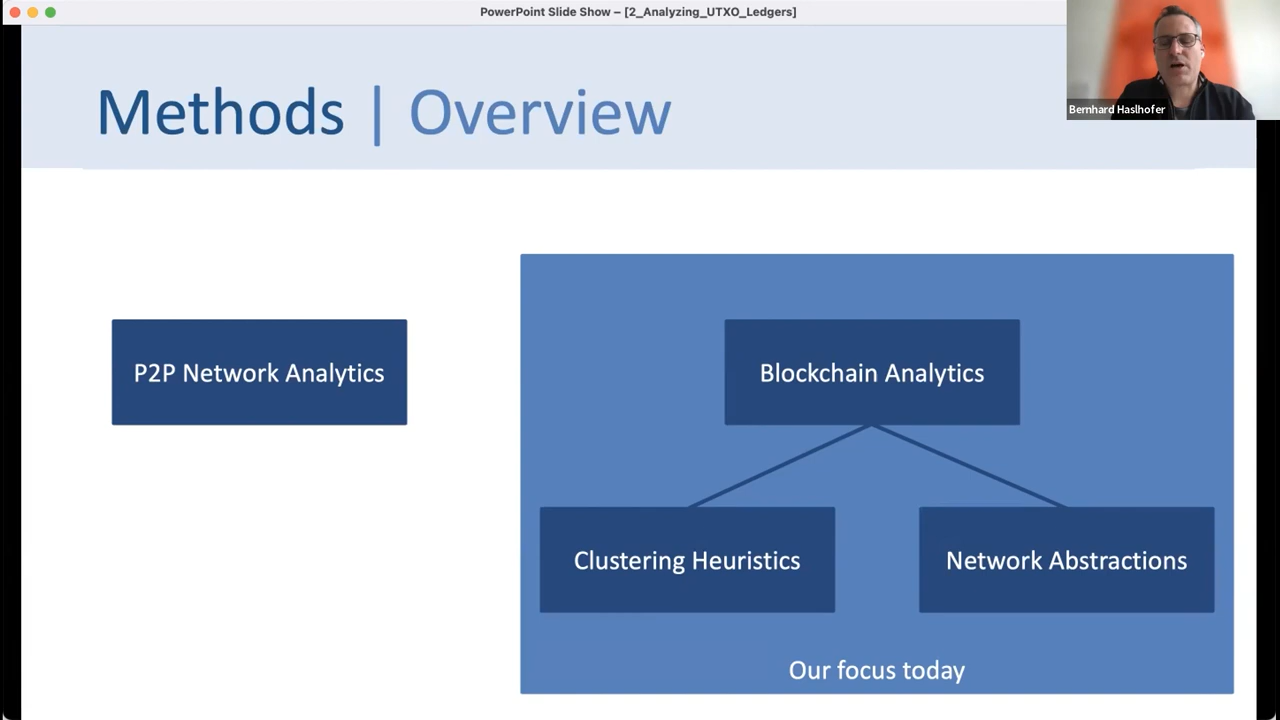 PowerPoint Slide Show – [2_Analyzing_UTXO_Ledgers]
Bernhard Haslhofer
Methods | Overview
P2P Network Analytics
Blockchain Analytics
Clustering Heuristics
Network Abstractions
Our focus today